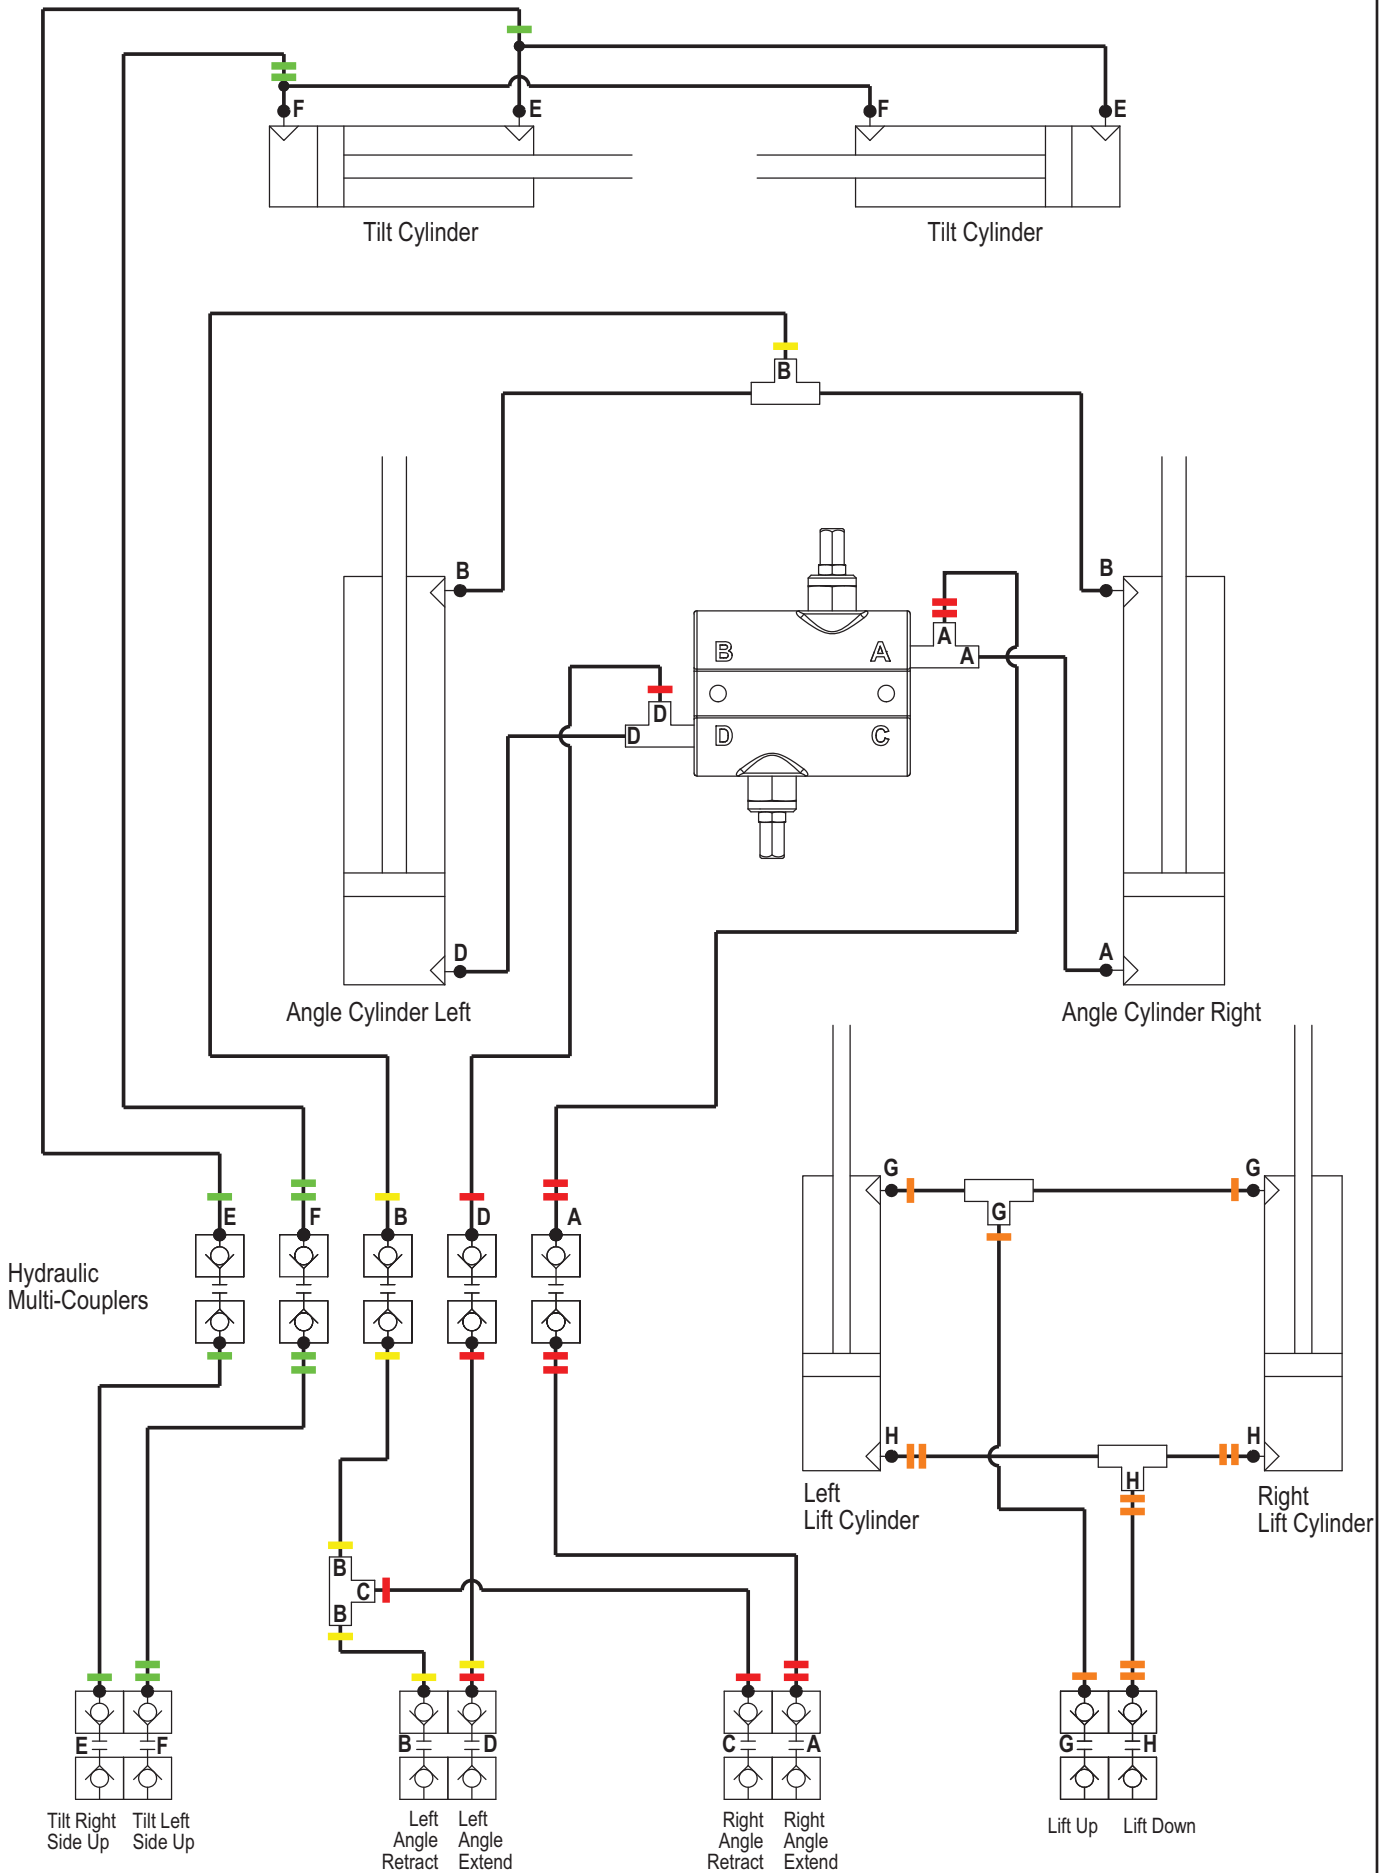 F
E
F
E
Tilt Cylinder
Tilt Cylinder
B
B
B
B
A
A
A
D
D
D
C
D
A
Angle Cylinder Left
Angle Cylinder Right
G
G
G
E
F
B
D
A
Hydraulic
Multi-Couplers
H
H
H
Left
Lift Cylinder
Right
Lift Cylinder
B
C
B
E
F
B
D
C
A
G
H
Tilt Right
Side Up
Tilt Left
Side Up
Left
Angle
Retract
Left
Angle
Extend
Right
Angle
Retract
Right
Angle
Extend
Lift Up
Lift Down